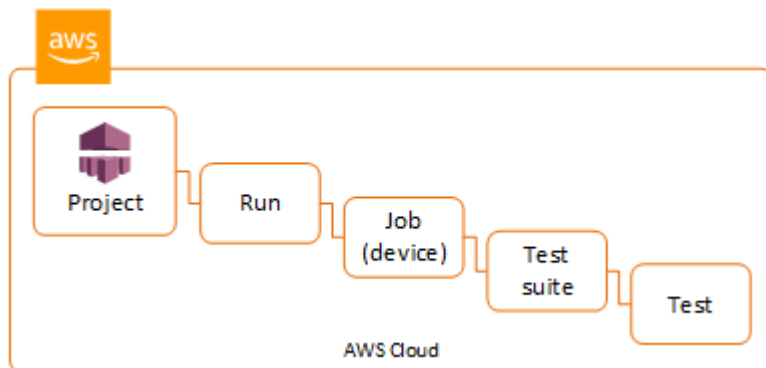 aws
Project
Run
Job
(device)
Test
suite
Test
AWS Cloud